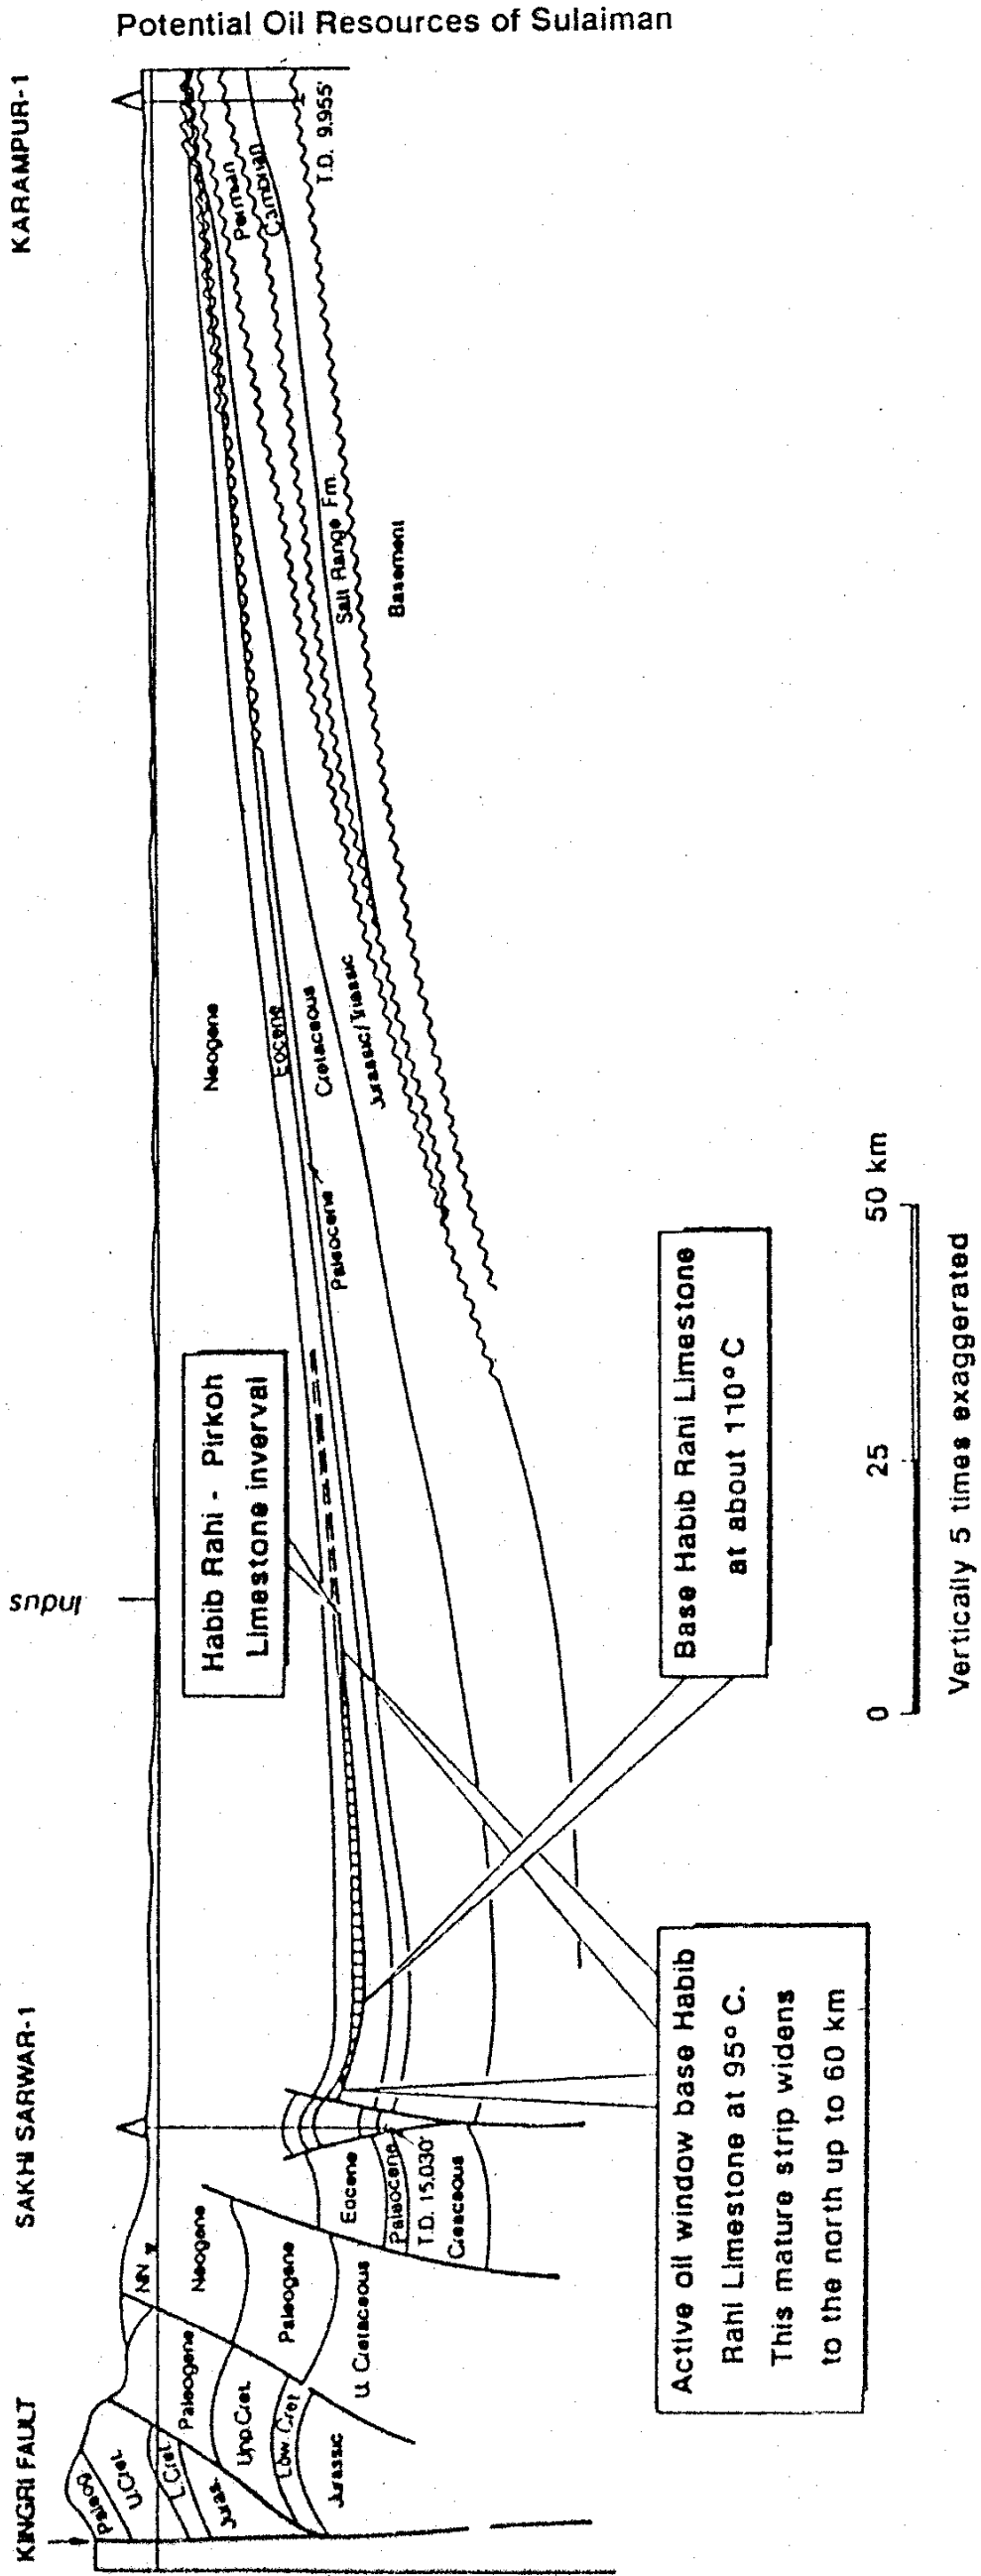 Potential Oil Resources of Sulaiman
KINGRI FAULT
SAKHI SARWAR-1
Indus
KARAMPUR-1
Paleog.
U.Cret.
L.Cret.
Juras.
Paleogene
Upp.Cret.
Low.Cret
Jurassic
NN
Neogene
Paleogene
U. Cretaceous
Eocene
Palaocene
T.D. 15,030'
Creaceous
Habib Rahi - Pirkoh
Limestone inverval
Neogene
Eocene
Paleocene
Cretaceous
Jurassic/Triassic
Salt Range Fm.
Basement
Permian
Cambrian
T.D. 9.955'
Active oil window base Habib
Rahi Limestone at 95° C.
This mature strip widens
to the north up to 60 km
Base Habib Rahi Limestone
at about 110°C
0
25
50 km
Vertically 5 times exaggerated